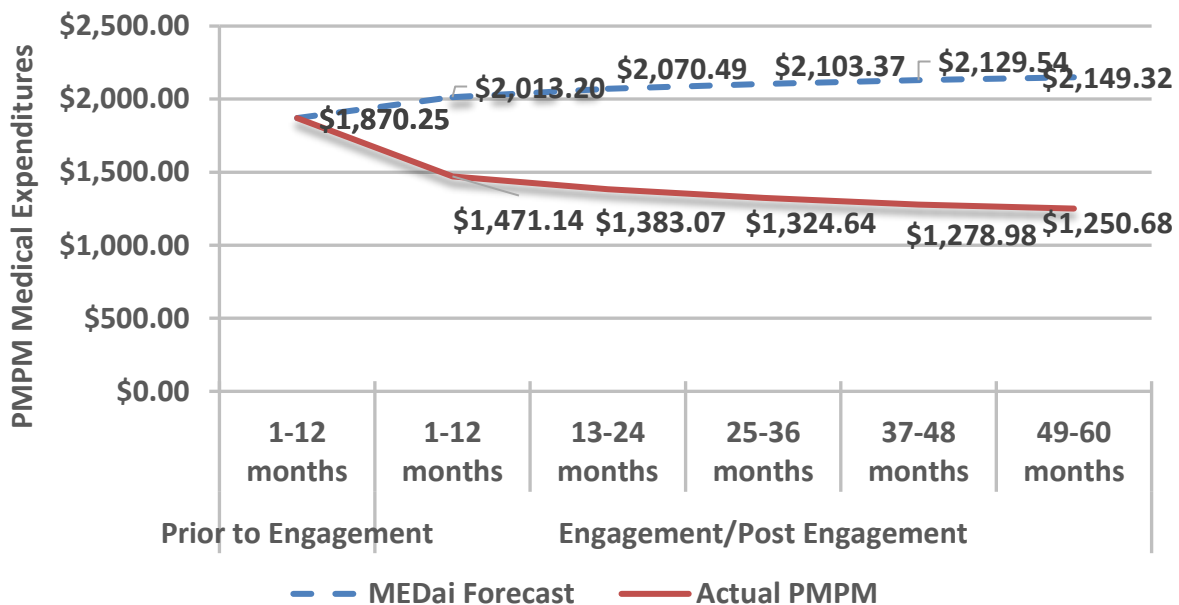 PMPM Medical Expenditures
$2,500.00
$2,000.00
$1,500.00
$1,000.00
$500.00
$0.00
$2,013.20
$2,070.49
$2,103.37
$2,129.54
$2,149.32
$1,870.25
$1,471.14
$1,383.07
$1,324.64
$1,278.98
$1,250.68
1-12 months
1-12 months
13-24 months
25-36 months
37-48 months
49-60 months
Prior to Engagement
Engagement/Post Engagement
MEDai Forecast
Actual PMPM